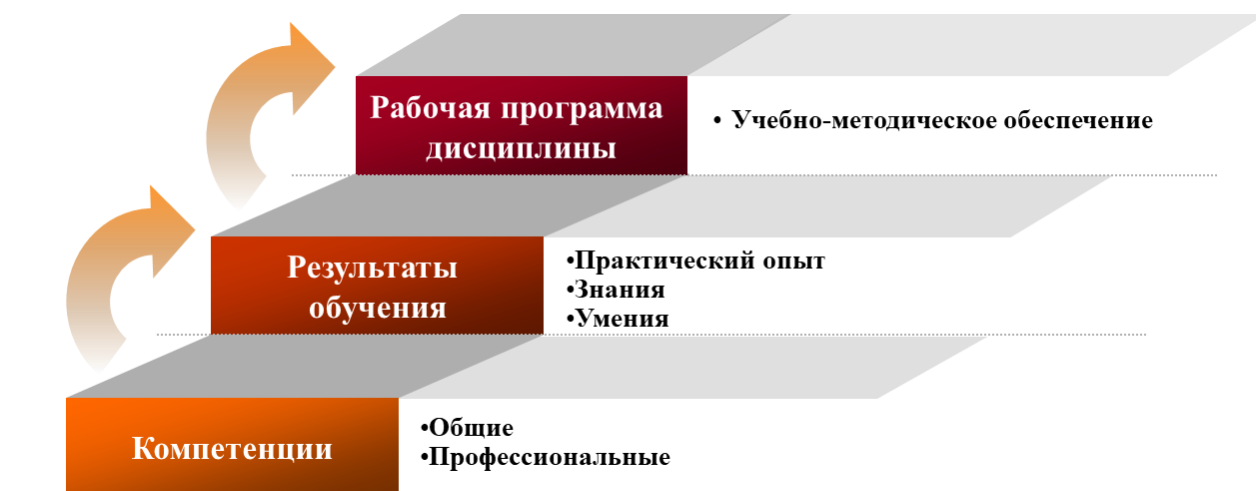 Рабочая программа
дисциплины
• Учебно-методическое обеспечение
Результаты
обучения
•Практический опыт
•Знания
•Умения
Компетенции
•Общие
•Профессиональные